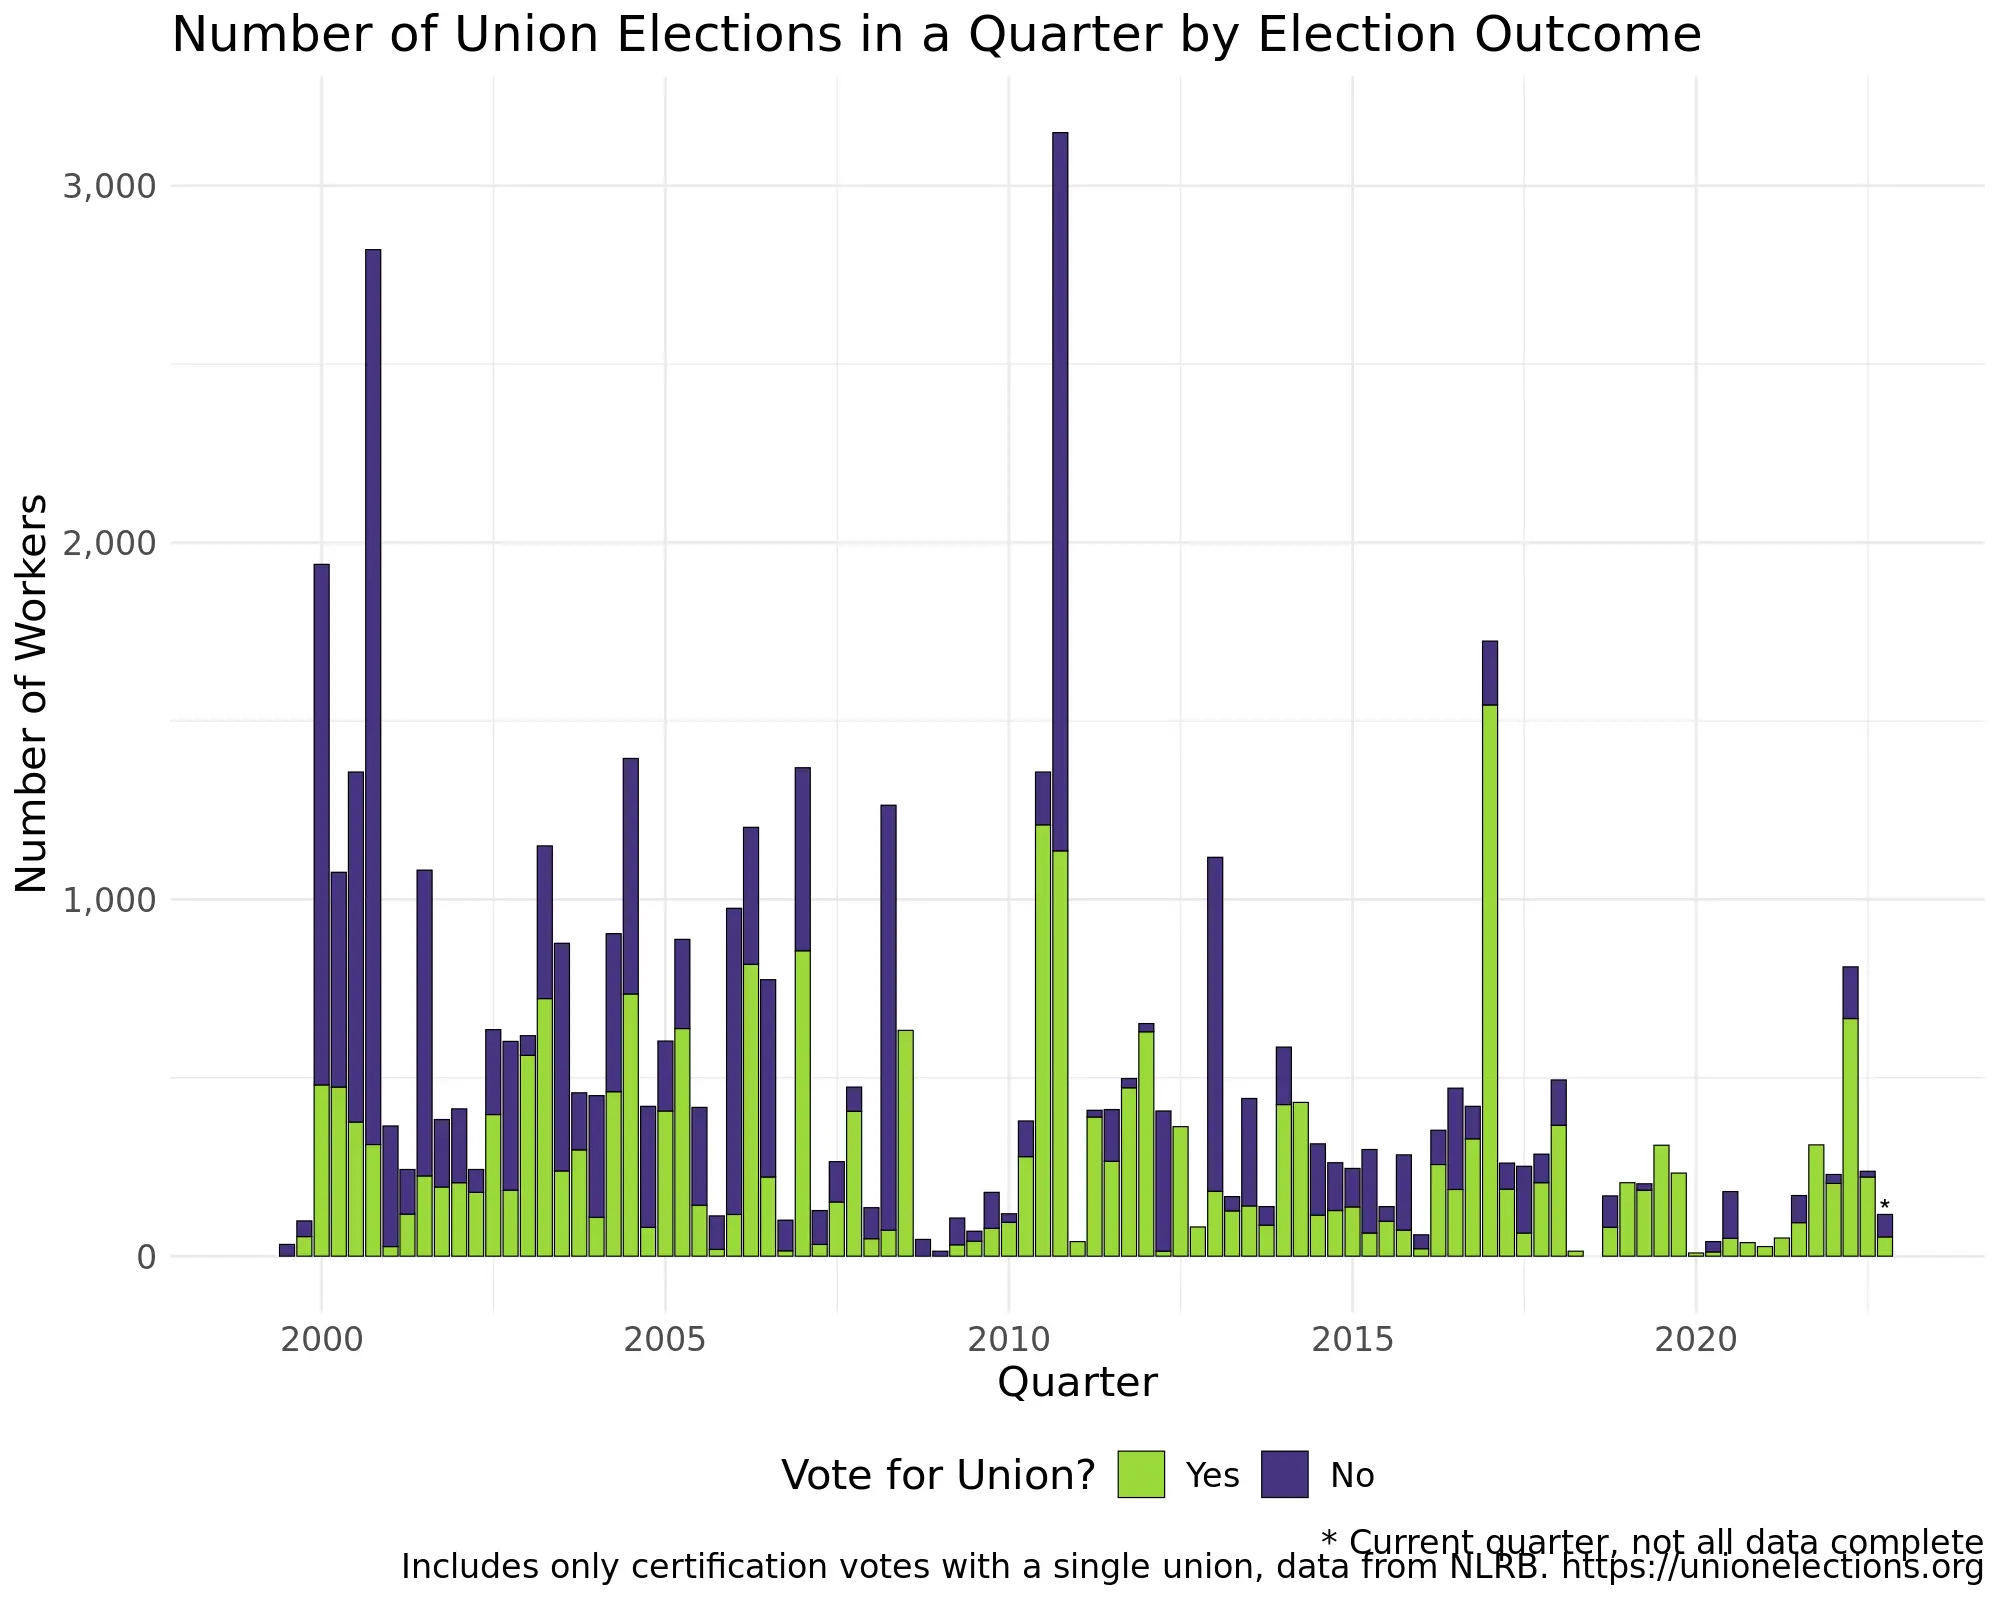 Number of Union Elections in a Quarter by Election Outcome
Number of Workers
3,000
2,000
1,000
0
2000 2005 2010 2015 2020
*
Quarter
Vote for Union? Yes No
* Current quarter, not all data complete
Includes only certification votes with a single union, data from NLRB. https://unionelections.org